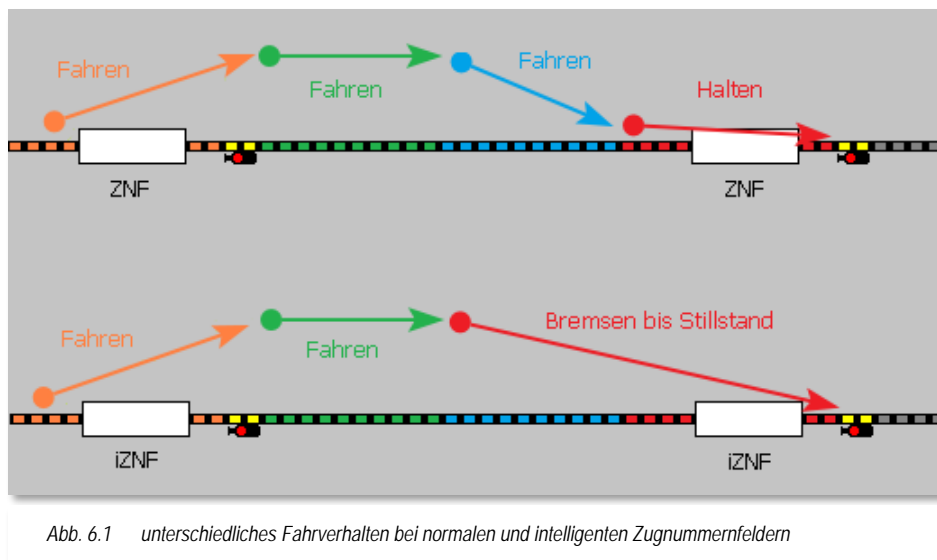 Fahren
Fahren
Fahren
Halten
ZNF
ZNF
Fahren
Fahren
Bremsen bis Stillstand
iZNF
iZNF
Abb. 6.1 unterschiedliches Fahrverhalten bei normalen und intelligenten Zugnummernfeldern